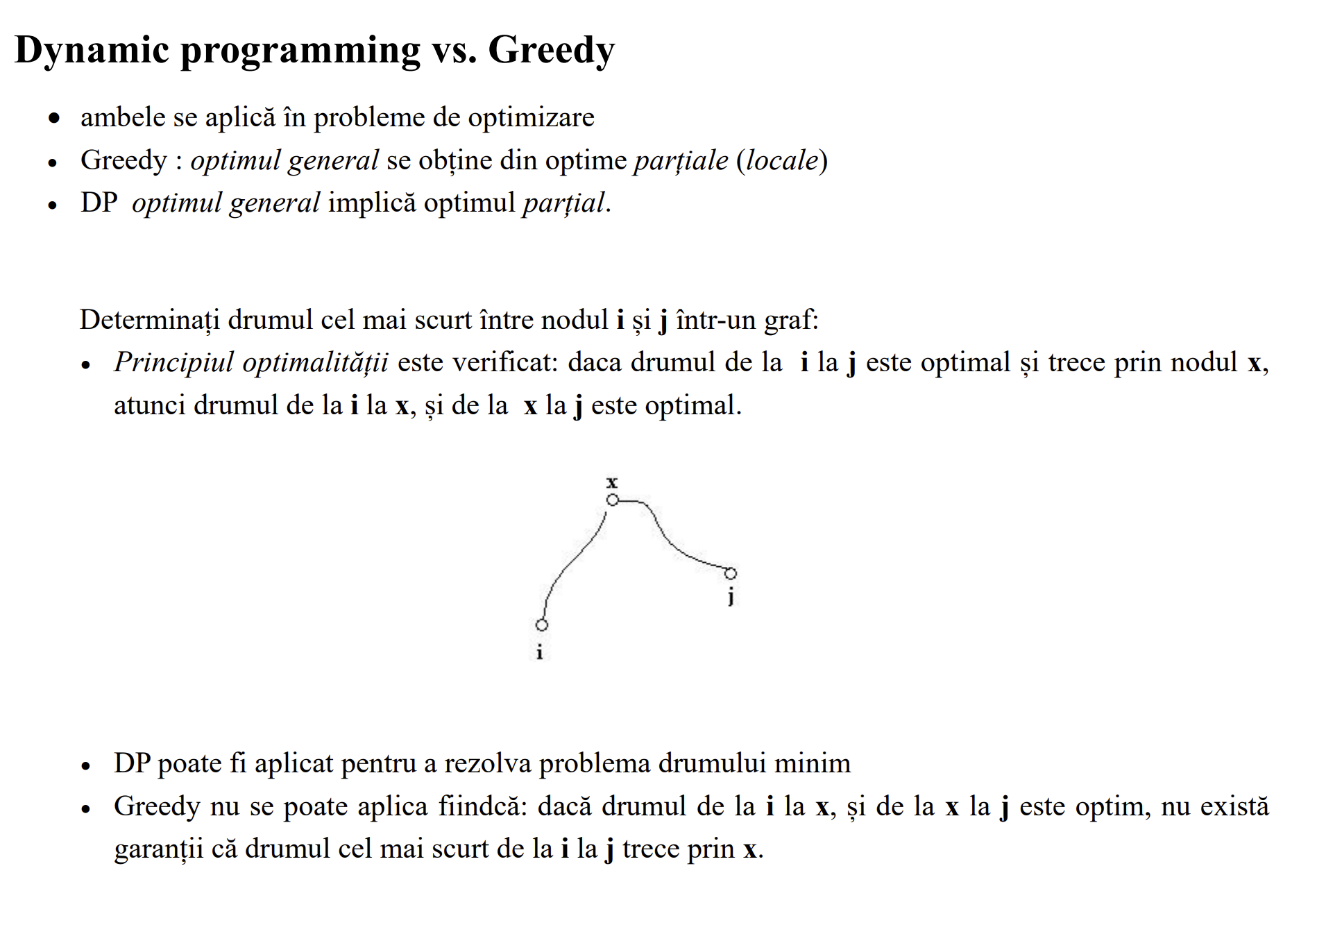 Dynamic programming vs. Greedy
• ambele se aplică în probleme de optimizare
• Greedy : optimul general se obține din optime parțiale (locale)
• DP optimul general implică optimul parțial.
Determinați drumul cel mai scurt între nodul i și j într-un graf:
• Principiul optimalității este verificat: daca drumul de la i la j este optimal și trece prin nodul x,
atunci drumul de la i la x, și de la x la j este optimal.
x
j
i
• DP poate fi aplicat pentru a rezolva problema drumului minim
• Greedy nu se poate aplica fiindcă: dacă drumul de la i la x, și de la x la j este optim, nu există
garanții că drumul cel mai scurt de la i la j trece prin x.